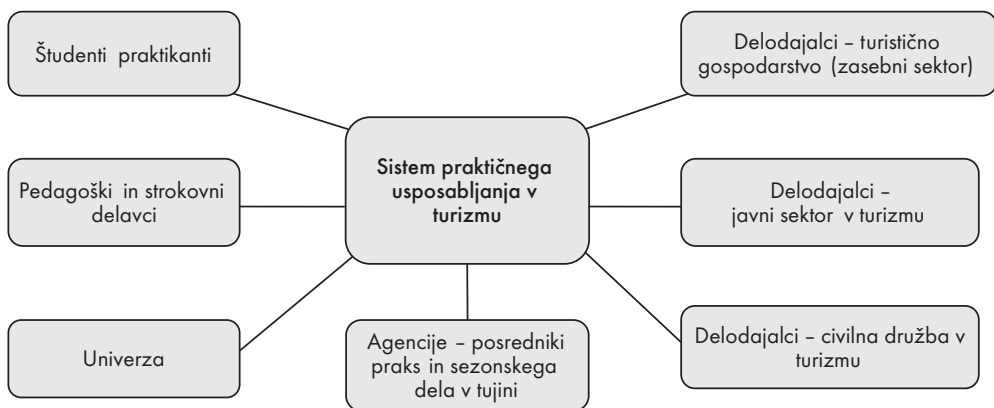 Študenti praktikanti
Delodajalci – turistično
gospodarstvo (zasebni sektor)
Sistem praktičnega
usposabljanja v
turizmu
Pedagoški in strokovni
delavci
Delodajalci –
javni sektor v turizmu
Univerza
Agencije – posredniki
praks in sezonskega
dela v tujini
Delodajalci – civilna družba v
turizmu